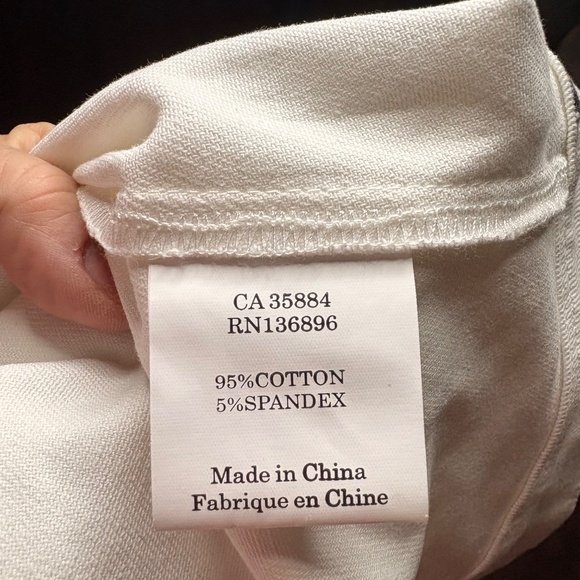 CA 35884
RN136896
95%COTTON
5%SPANDEX
Made in China
Fabrique en Chine